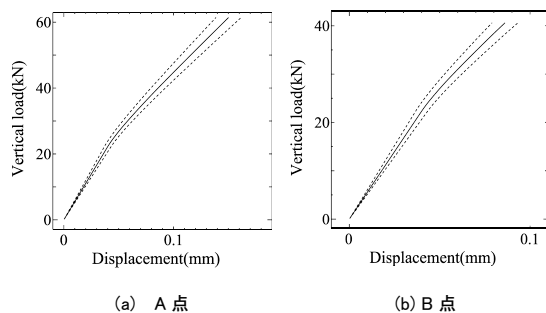 Vertical load(kN)
60
40
20
0
0
0.1
Displacement(mm)
(a) A 点
Vertical load(kN)
40
20
0
0
0.1
Displacement(mm)
(b) B 点